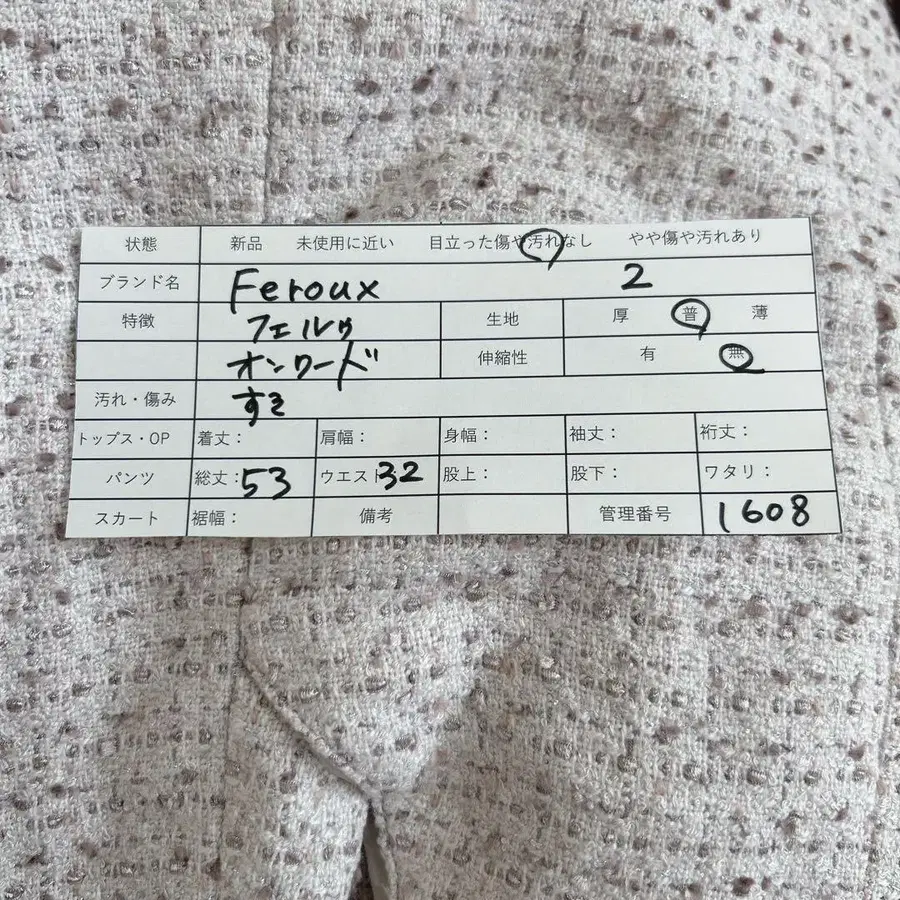 状態 新品 未使用に近い 目立った傷や汚れなし やや傷や汚れあり
ブランド名 Feroux 2
特徴 フェルゥ 生地 厚 普 薄
オンワード 伸縮性 有 無
汚れ・傷み
トップス・OP 着丈： 肩幅： 身幅： 袖丈： 裄丈：
パンツ 総丈：53 ウエスト 32 股上： 股下： ワタリ：
スカート 裾幅： 備考 管理番号 1608